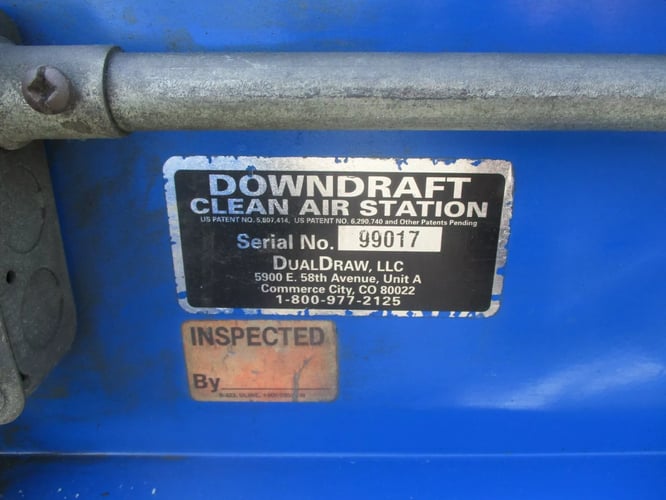 DOWNDRAFT
CLEAN AIR STATION
US PATENT NO. 5,807,414, US PATENT NO. 6,290,740 and Other Patents Pending
Serial No. 99017
DUALDRAW, LLC
5900 E. 58th Avenue, Unit A
Commerce City, CO 80022
1-800-977-2125
INSPECTED
By